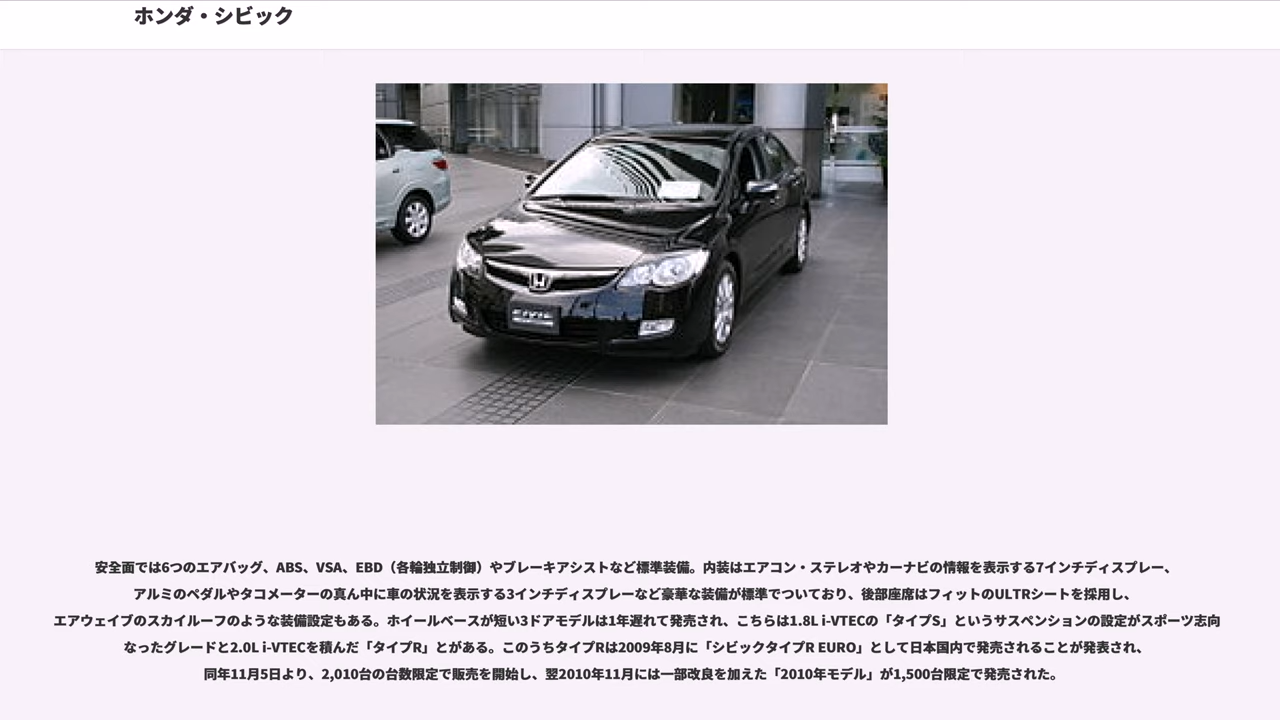 ホンダ・シビック
CIVIC
安全面では6つのエアバッグ、ABS、VSA、EBD（各輪独立制御）やブレーキアシストなど標準装備。内装はエアコン・ステレオやカーナビの情報を表示する7インチディスプレー、
アルミのペダルやタコメーターの真ん中に車の状況を表示する3インチディスプレーなど豪華な装備が標準でついており、後部座席はフィットのULTRシートを採用し、
エアウェイブのスカイルーフのような装備設定もある。ホイールベースが短い3ドアモデルは1年遅れて発売され、こちらは1.8L i-VTECの「タイプS」というサスペンションの設定がスポーツ志向
なったグレードと2.0L i-VTECを積んだ「タイプR」とがある。このうちタイプRは2009年8月に「シビックタイプR EURO」として日本国内で発売されることが発表され、
同年11月5日より、2,010台の台数限定で販売を開始し、翌2010年11月には一部改良を加えた「2010年モデル」が1,500台限定で発売された。